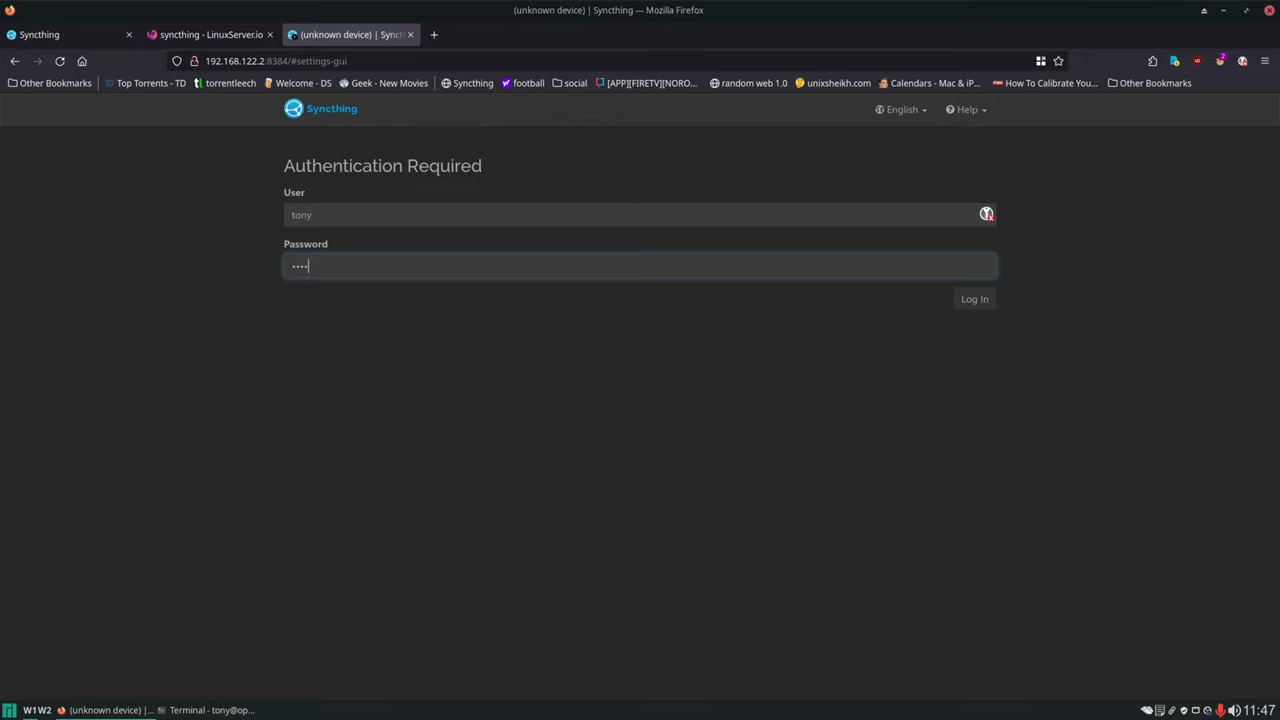 (unknown device) | Syncthing — Mozilla Firefox
Syncthing
syncthing - LinuxServer.io
(unknown device) | Syncth
192.168.122.2:8384/#settings-gui
Other Bookmarks
Top Torrents - TD
torrentleech
Welcome - DS
Geek - New Movies
Syncthing
football
social
[APP][FIRETV][NORO...
random web 1.0
unixsheikh.com
Calendars - Mac & iP...
How To Calibrate You...
Other Bookmarks
Syncthing
English
Help
Authentication Required
User
tony
Password
••••
Log In
W1W2
(unknown device) |...
Terminal - tony@op...
11:47